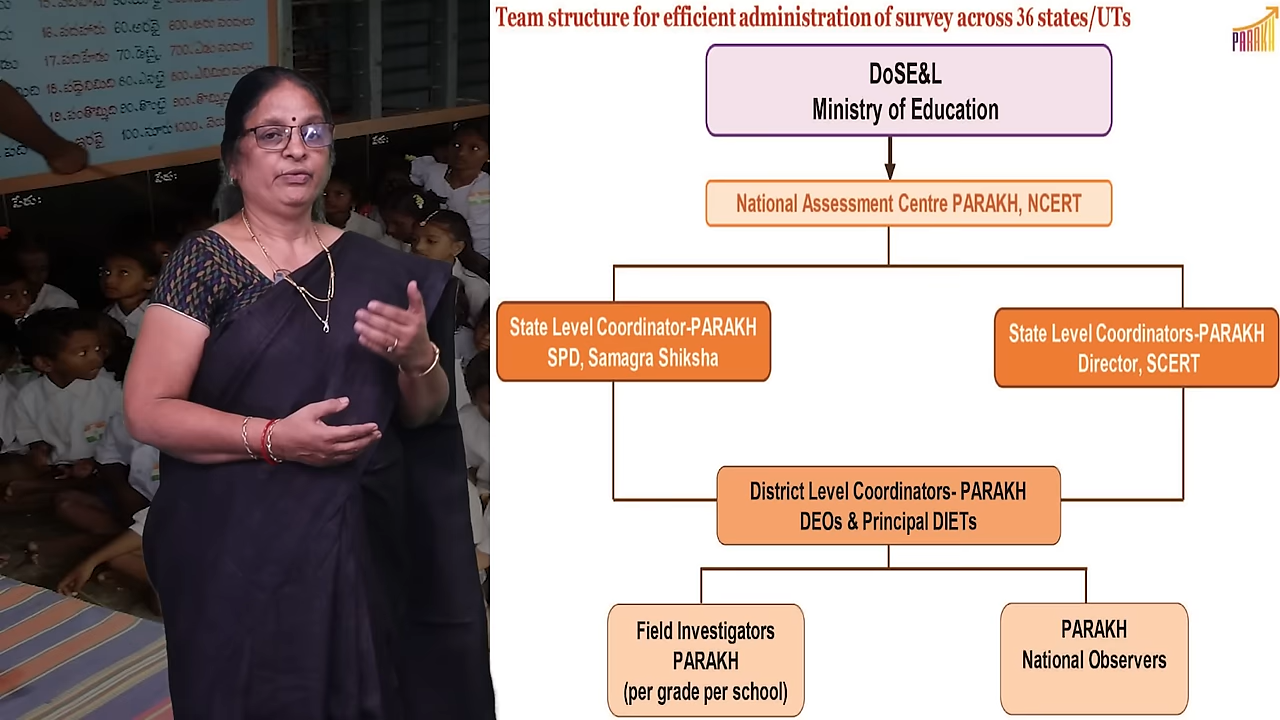 Team structure for efficient administration of survey across 36 states/UTs
PARAKH
DoSE&L
Ministry of Education
National Assessment Centre PARAKH, NCERT
State Level Coordinator-PARAKH
SPD, Samagra Shiksha
State Level Coordinators-PARAKH
Director, SCERT
District Level Coordinators- PARAKH
DEOs & Principal DIETs
Field Investigators
PARAKH
(per grade per school)
PARAKH
National Observers